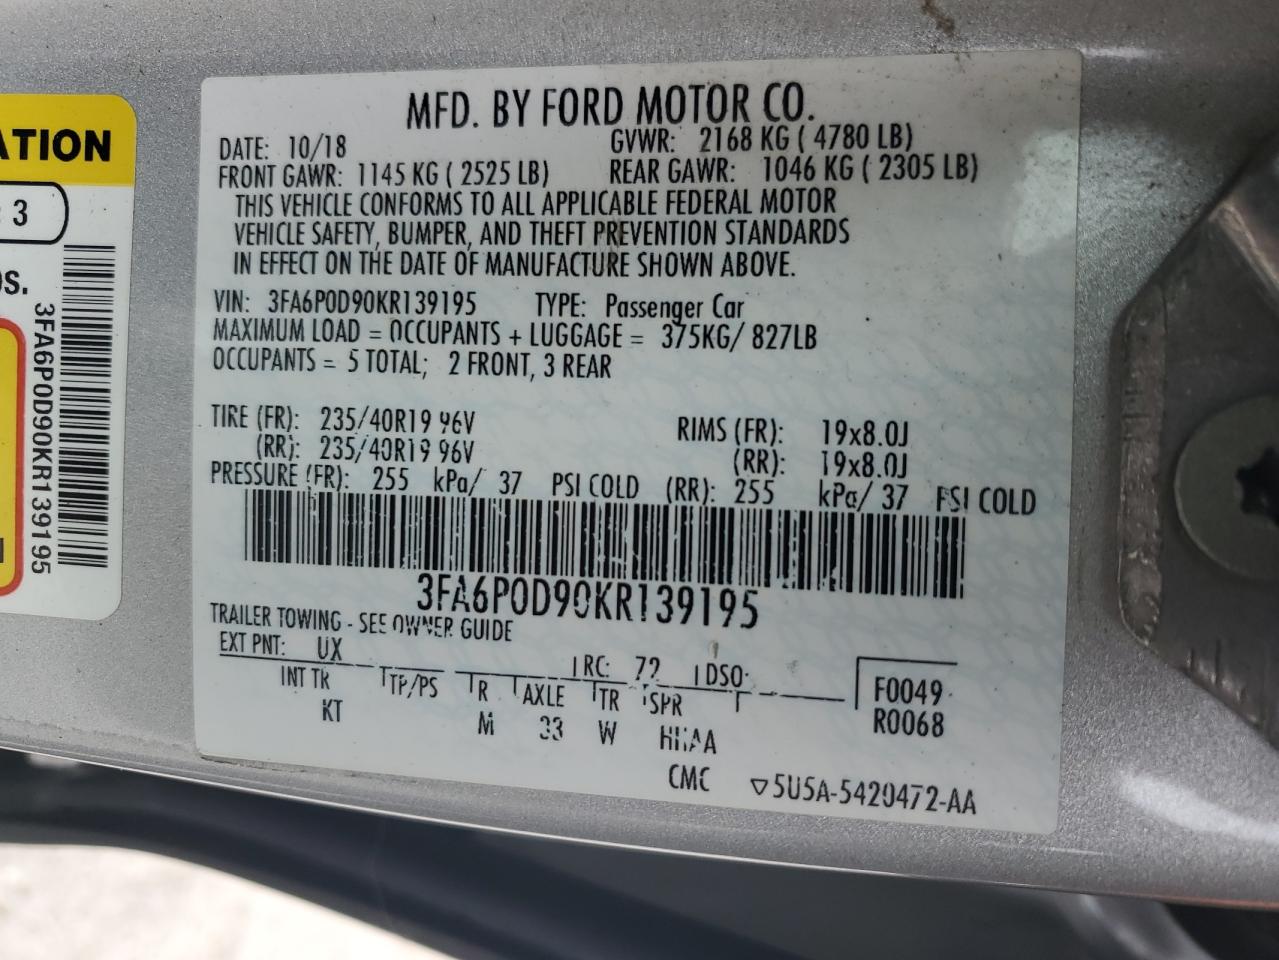 MFD. BY FORD MOTOR CO.
DATE: 10/18 GVWR: 2168 KG ( 4780 LB)
FRONT GAWR: 1145 KG ( 2525 LB) REAR GAWR: 1046 KG ( 2305 LB)
THIS VEHICLE CONFORMS TO ALL APPLICABLE FEDERAL MOTOR
VEHICLE SAFETY, BUMPER, AND THEFT PREVENTION STANDARDS
IN EFFECT ON THE DATE OF MANUFACTURE SHOWN ABOVE.
VIN: 3FA6P0D90KR139195 TYPE: Passenger Car
MAXIMUM LOAD = OCCUPANTS + LUGGAGE = 375KG/ 827LB
OCCUPANTS = 5 TOTAL; 2 FRONT, 3 REAR
TIRE (FR): 235/40R19 96V RIMS (FR): 19x8.0J
(RR): 235/40R19 96V (RR): 19x8.0J
PRESSURE (FR): 255 kPa/ 37 PSI COLD (RR): 255 kPa/ 37 PSI COLD
3FA6P0D90KR139195
TRAILER TOWING - SEE OWNER GUIDE
EXT PNT: UX RC: 72 DSO:
INT TR TP/PS R AXLE TR SPR F0049
KT M 33 W R0068
CMC ▽5U5A-5420472-AA
ATION
: 3
os.
3FA6P0D90KR139195